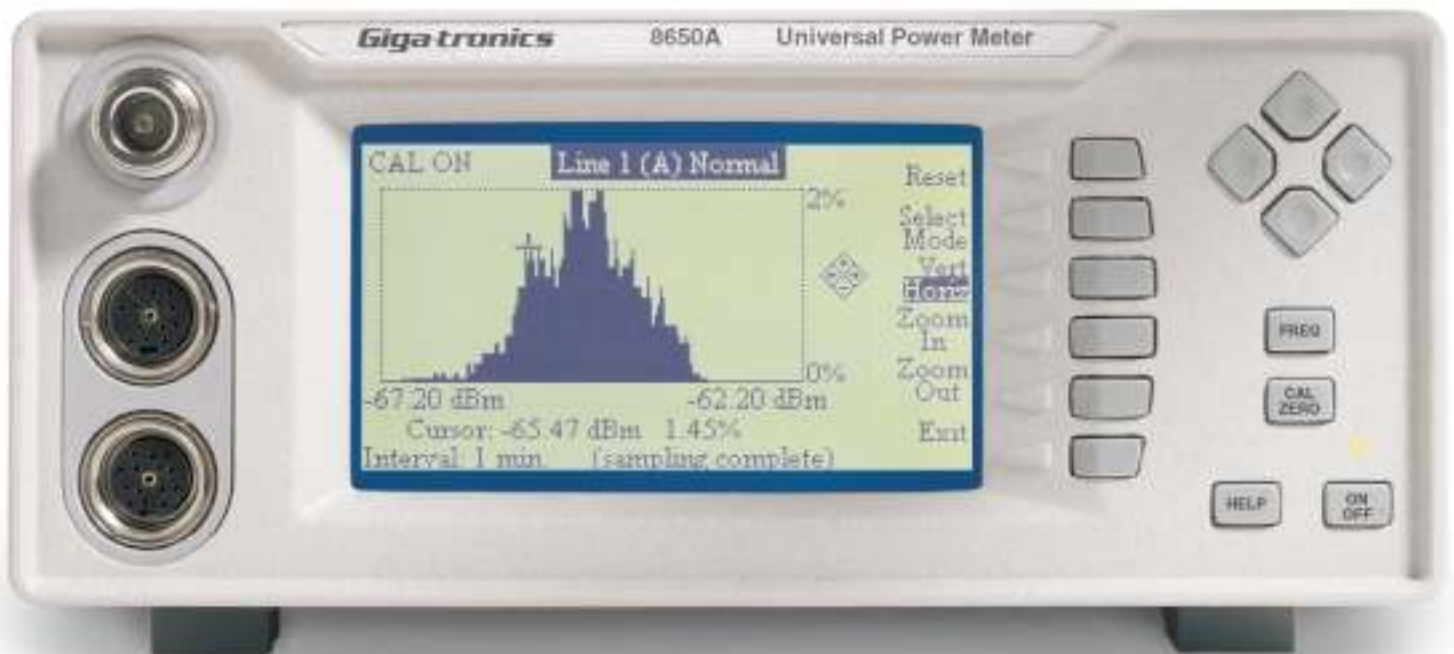 Giga-tronics 8650A Universal Power Meter
CAL ON Line 1 (A) Normal
2%
0%
-67.20 dBm -62.20 dBm
Cursor: -65.47 dBm 1.45%
Interval: 1 min. (sampling complete)
Reset
Select
Mode
Vert
Horiz
Zoom
In
Zoom
Out
Exit
FREQ
CAL
ZERO
HELP
ON
OFF